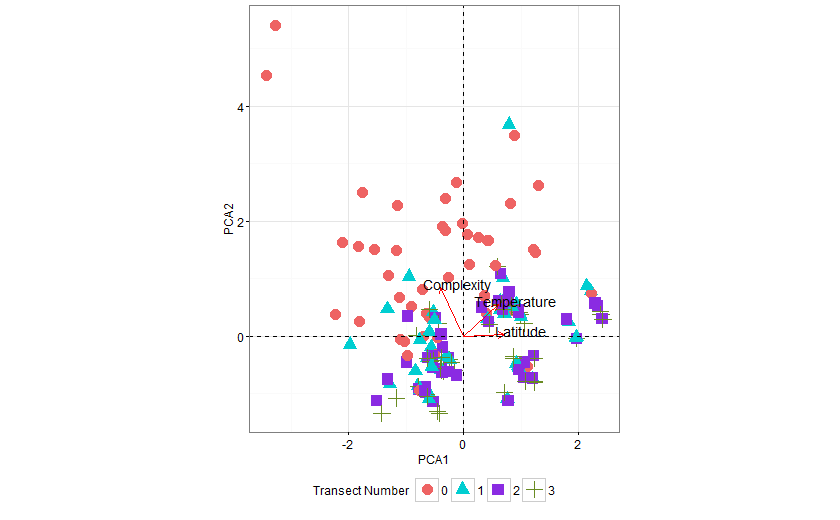 4
2
0
-2 0 2
PCA2
PCA1
Complexity
Temperature
Latitude
Transect Number 0 1 2 3